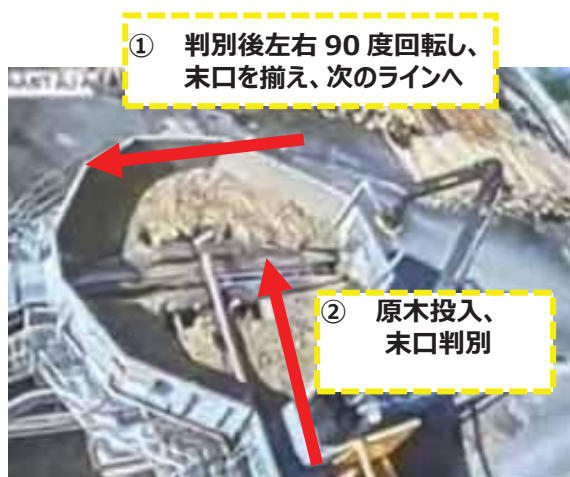 ① 判別後左右 90 度回転し、
末口を揃え、次のラインへ
② 原木投入、
末口判別